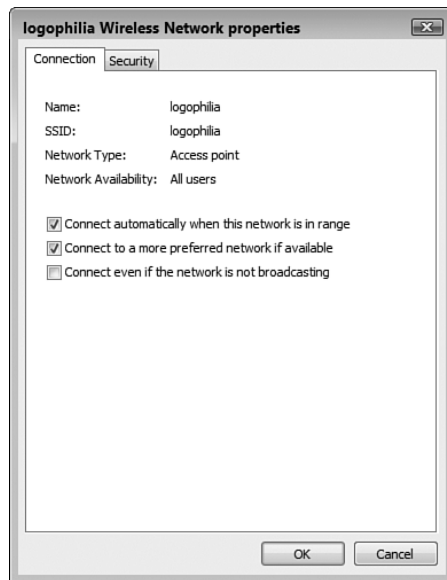 logophilia Wireless Network properties
Connection Security
Name: logophilia
SSID: logophilia
Network Type: Access point
Network Availability: All users
Connect automatically when this network is in range
Connect to a more preferred network if available
Connect even if the network is not broadcasting
OK Cancel